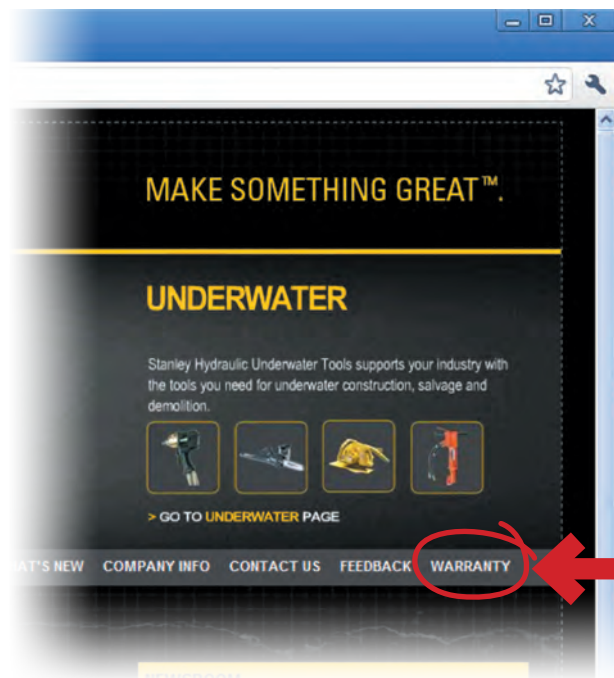 MAKE SOMETHING GREAT™.
UNDERWATER
Stanley Hydraulic Underwater Tools supports your industry with
the tools you need for underwater construction, salvage and
demolition.
> GO TO UNDERWATER PAGE
NEW COMPANY INFO CONTACT US FEEDBACK WARRANTY